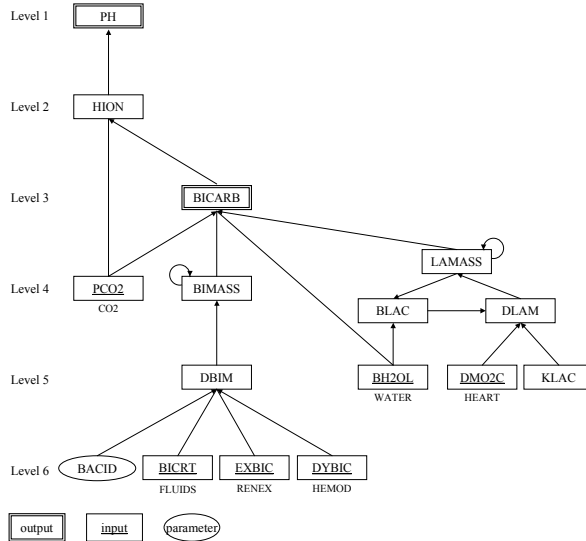 Level 1
PH
Level 2
HION
Level 3
BICARB
LAMASS
Level 4
PCO2
BIMASS
BLAC
DLAM
CO2
Level 5
DBIM
BH2OL
DMO2C
KLAC
WATER
HEART
Level 6
BACID
BICRT
EXBIC
DYBIC
FLUIDS
RENEX
HEMOD
output
input
parameter